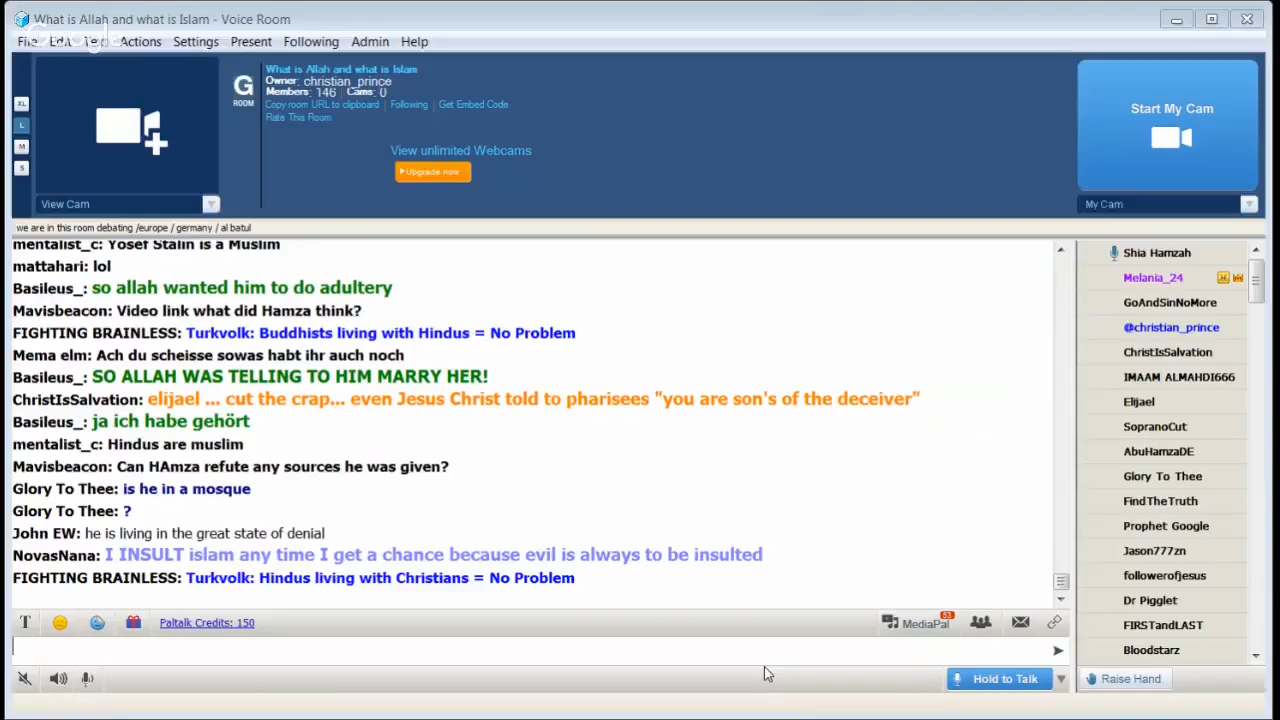 What is Allah and what is Islam - Voice Room
Google
File Edit Text Actions Settings Present Following Admin Help
G
ROOM
What is Allah and what is Islam
Owner: christian_prince
Members: 146 Cams: 0
Copy room URL to clipboard Following Get Embed Code
Rate This Room
View unlimited Webcams
Upgrade now
XL
L
M
S
View Cam
Start My Cam
My Cam
we are in this room debating /europe / germany / al batul
mentalist_c: Yosef Stalin is a Muslim
mattahari: lol
Basileus_: so allah wanted him to do adultery
Mavisbeacon: Video link what did Hamza think?
FIGHTING BRAINLESS: Turkvolk: Buddhists living with Hindus = No Problem
Mema elm: Ach du scheisse sowas habt ihr auch noch
Basileus_: SO ALLAH WAS TELLING TO HIM MARRY HER!
ChristIsSalvation: elijael ... cut the crap... even Jesus Christ told to pharisees "you are son's of the deceiver"
Basileus_: ja ich habe gehört
mentalist_c: Hindus are muslim
Mavisbeacon: Can HAmza refute any sources he was given?
Glory To Thee: is he in a mosque
Glory To Thee: ?
John EW: he is living in the great state of denial
NovasNana: I INSULT islam any time I get a chance because evil is always to be insulted
FIGHTING BRAINLESS: Turkvolk: Hindus living with Christians = No Problem
Shia Hamzah
Melania_24
GoAndSinNoMore
@christian_prince
ChristIsSalvation
IMAAM ALMAHDI666
Elijael
SopranoCut
AbuHamzaDE
Glory To Thee
FindTheTruth
Prophet Google
Jason777zn
followerofjesus
Dr Pigglet
FIRSTandLAST
Bloodstarz
T
Paltalk Credits: 150
MediaPal
53
Hold to Talk
Raise Hand